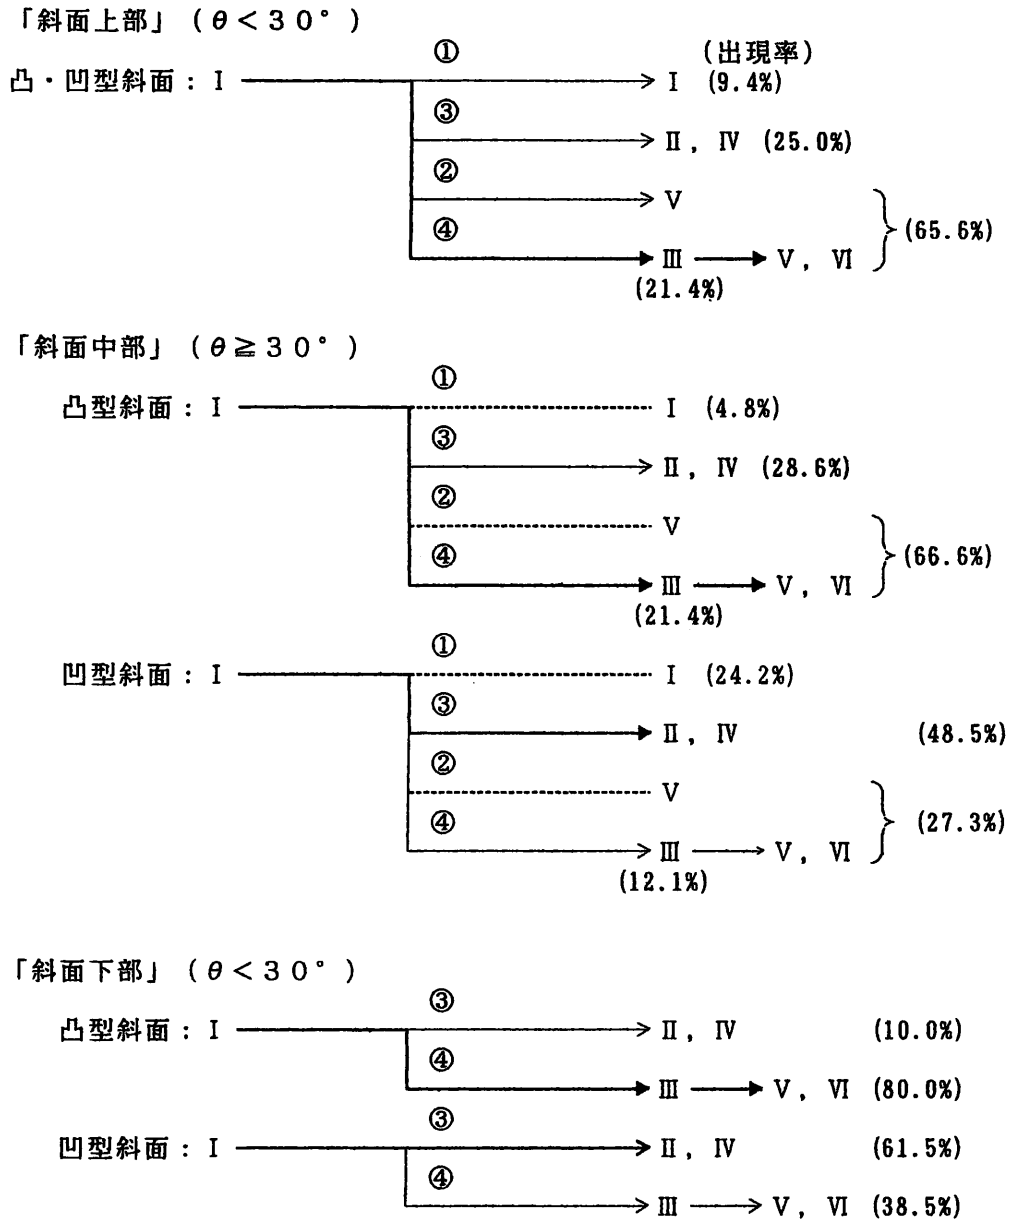 「斜面上部」(θ<30°)
① (出現率)
凸・凹型斜面:Ⅰ Ⅰ (9.4%)
③
Ⅱ, Ⅳ (25.0%)
②
Ⅴ
④ (65.6%)
Ⅲ Ⅴ, Ⅵ
(21.4%)
「斜面中部」(θ≧30°)
①
凸型斜面:Ⅰ Ⅰ (4.8%)
③
Ⅱ, Ⅳ (28.6%)
②
Ⅴ
④ (66.6%)
Ⅲ Ⅴ, Ⅵ
(21.4%)
①
凹型斜面:Ⅰ Ⅰ (24.2%)
③
Ⅱ, Ⅳ (48.5%)
②
Ⅴ
④ (27.3%)
Ⅲ Ⅴ, Ⅵ
(12.1%)
「斜面下部」(θ<30°)
③
凸型斜面:Ⅰ Ⅱ, Ⅳ (10.0%)
④
Ⅲ Ⅴ, Ⅵ (80.0%)
③
凹型斜面:Ⅰ Ⅱ, Ⅳ (61.5%)
④
Ⅲ Ⅴ, Ⅵ (38.5%)